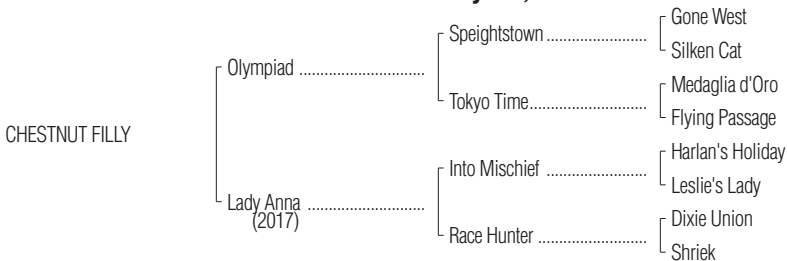 Gone West
Speightstown
Silken Cat
Olympiad
Medaglia d'Oro
Tokyo Time
Flying Passage
CHESTNUT FILLY
Harlan's Holiday
Into Mischief
Leslie's Lady
Lady Anna
(2017)
Dixie Union
Race Hunter
Shriek